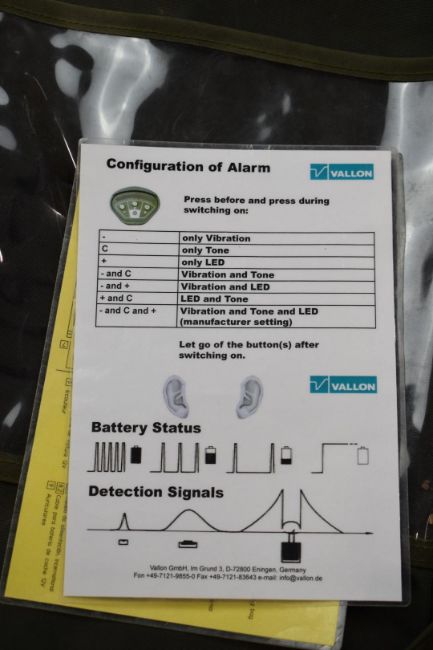 Configuration of Alarm
VALLON
Press before and press during
switching on:
- only Vibration
C only Tone
+ only LED
- and C Vibration and Tone
- and + Vibration and LED
+ and C LED and Tone
- and C and + Vibration and Tone and LED
(manufacturer setting)
Let go of the button(s) after
switching on.
VALLON
Battery Status
Detection Signals
Vallon GmbH, Im Grund 3, D-72800 Eningen, Germany
Fon +49-7121-9855-0 Fax +49-7121-83643 e-mail: info@vallon.de